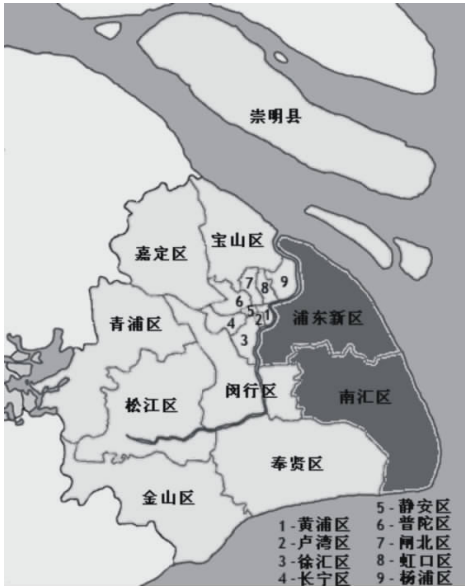 崇明县
宝山区
嘉定区
7
8
9
6
青浦区
5
4
2
1
浦东新区
3
松江区
闵行区
南汇区
奉贤区
金山区
1-黄浦区
2-卢湾区
3-徐汇区
4-长宁区
5-静安区
6-普陀区
7-闸北区
8-虹口区
9-杨浦区